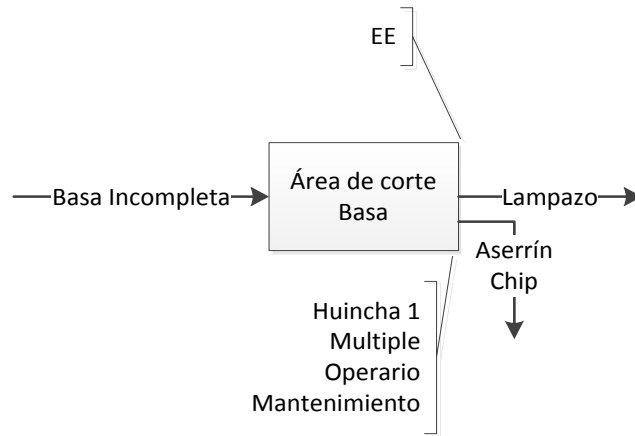 EE
Basa Incompleta
Área de corte
Basa
Lampazo
Aserrín
Chip
Huincha 1
Multiple
Operario
Mantenimiento